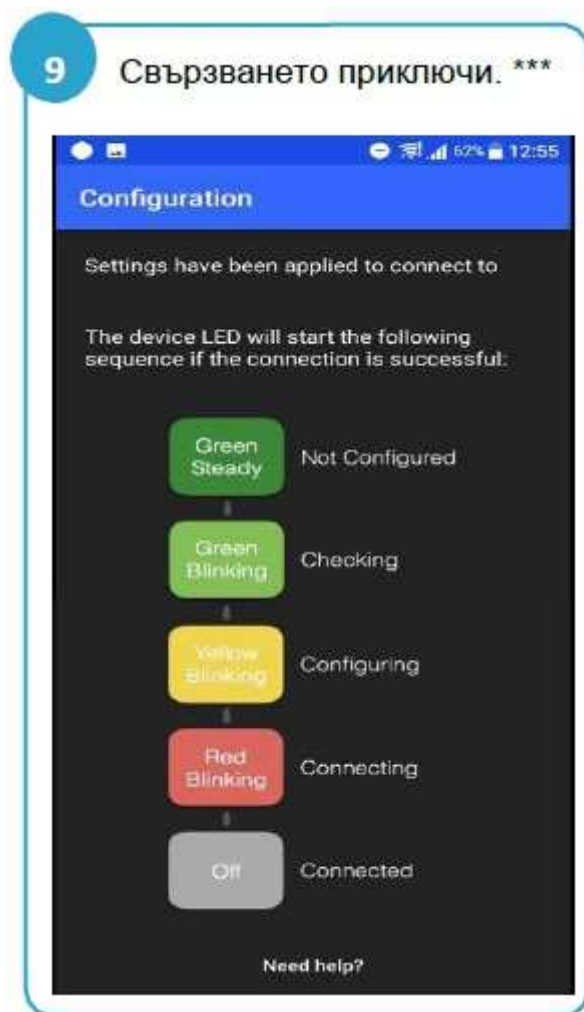 9
Свързването приключи. ***
62% 12:55
Configuration
Settings have been applied to connect to
The device LED will start the following
sequence if the connection is successful:
Green
Steady
Not Configured
Green
Blinking
Checking
Yellow
Blinking
Configuring
Red
Blinking
Connecting
Off
Connected
Need help?